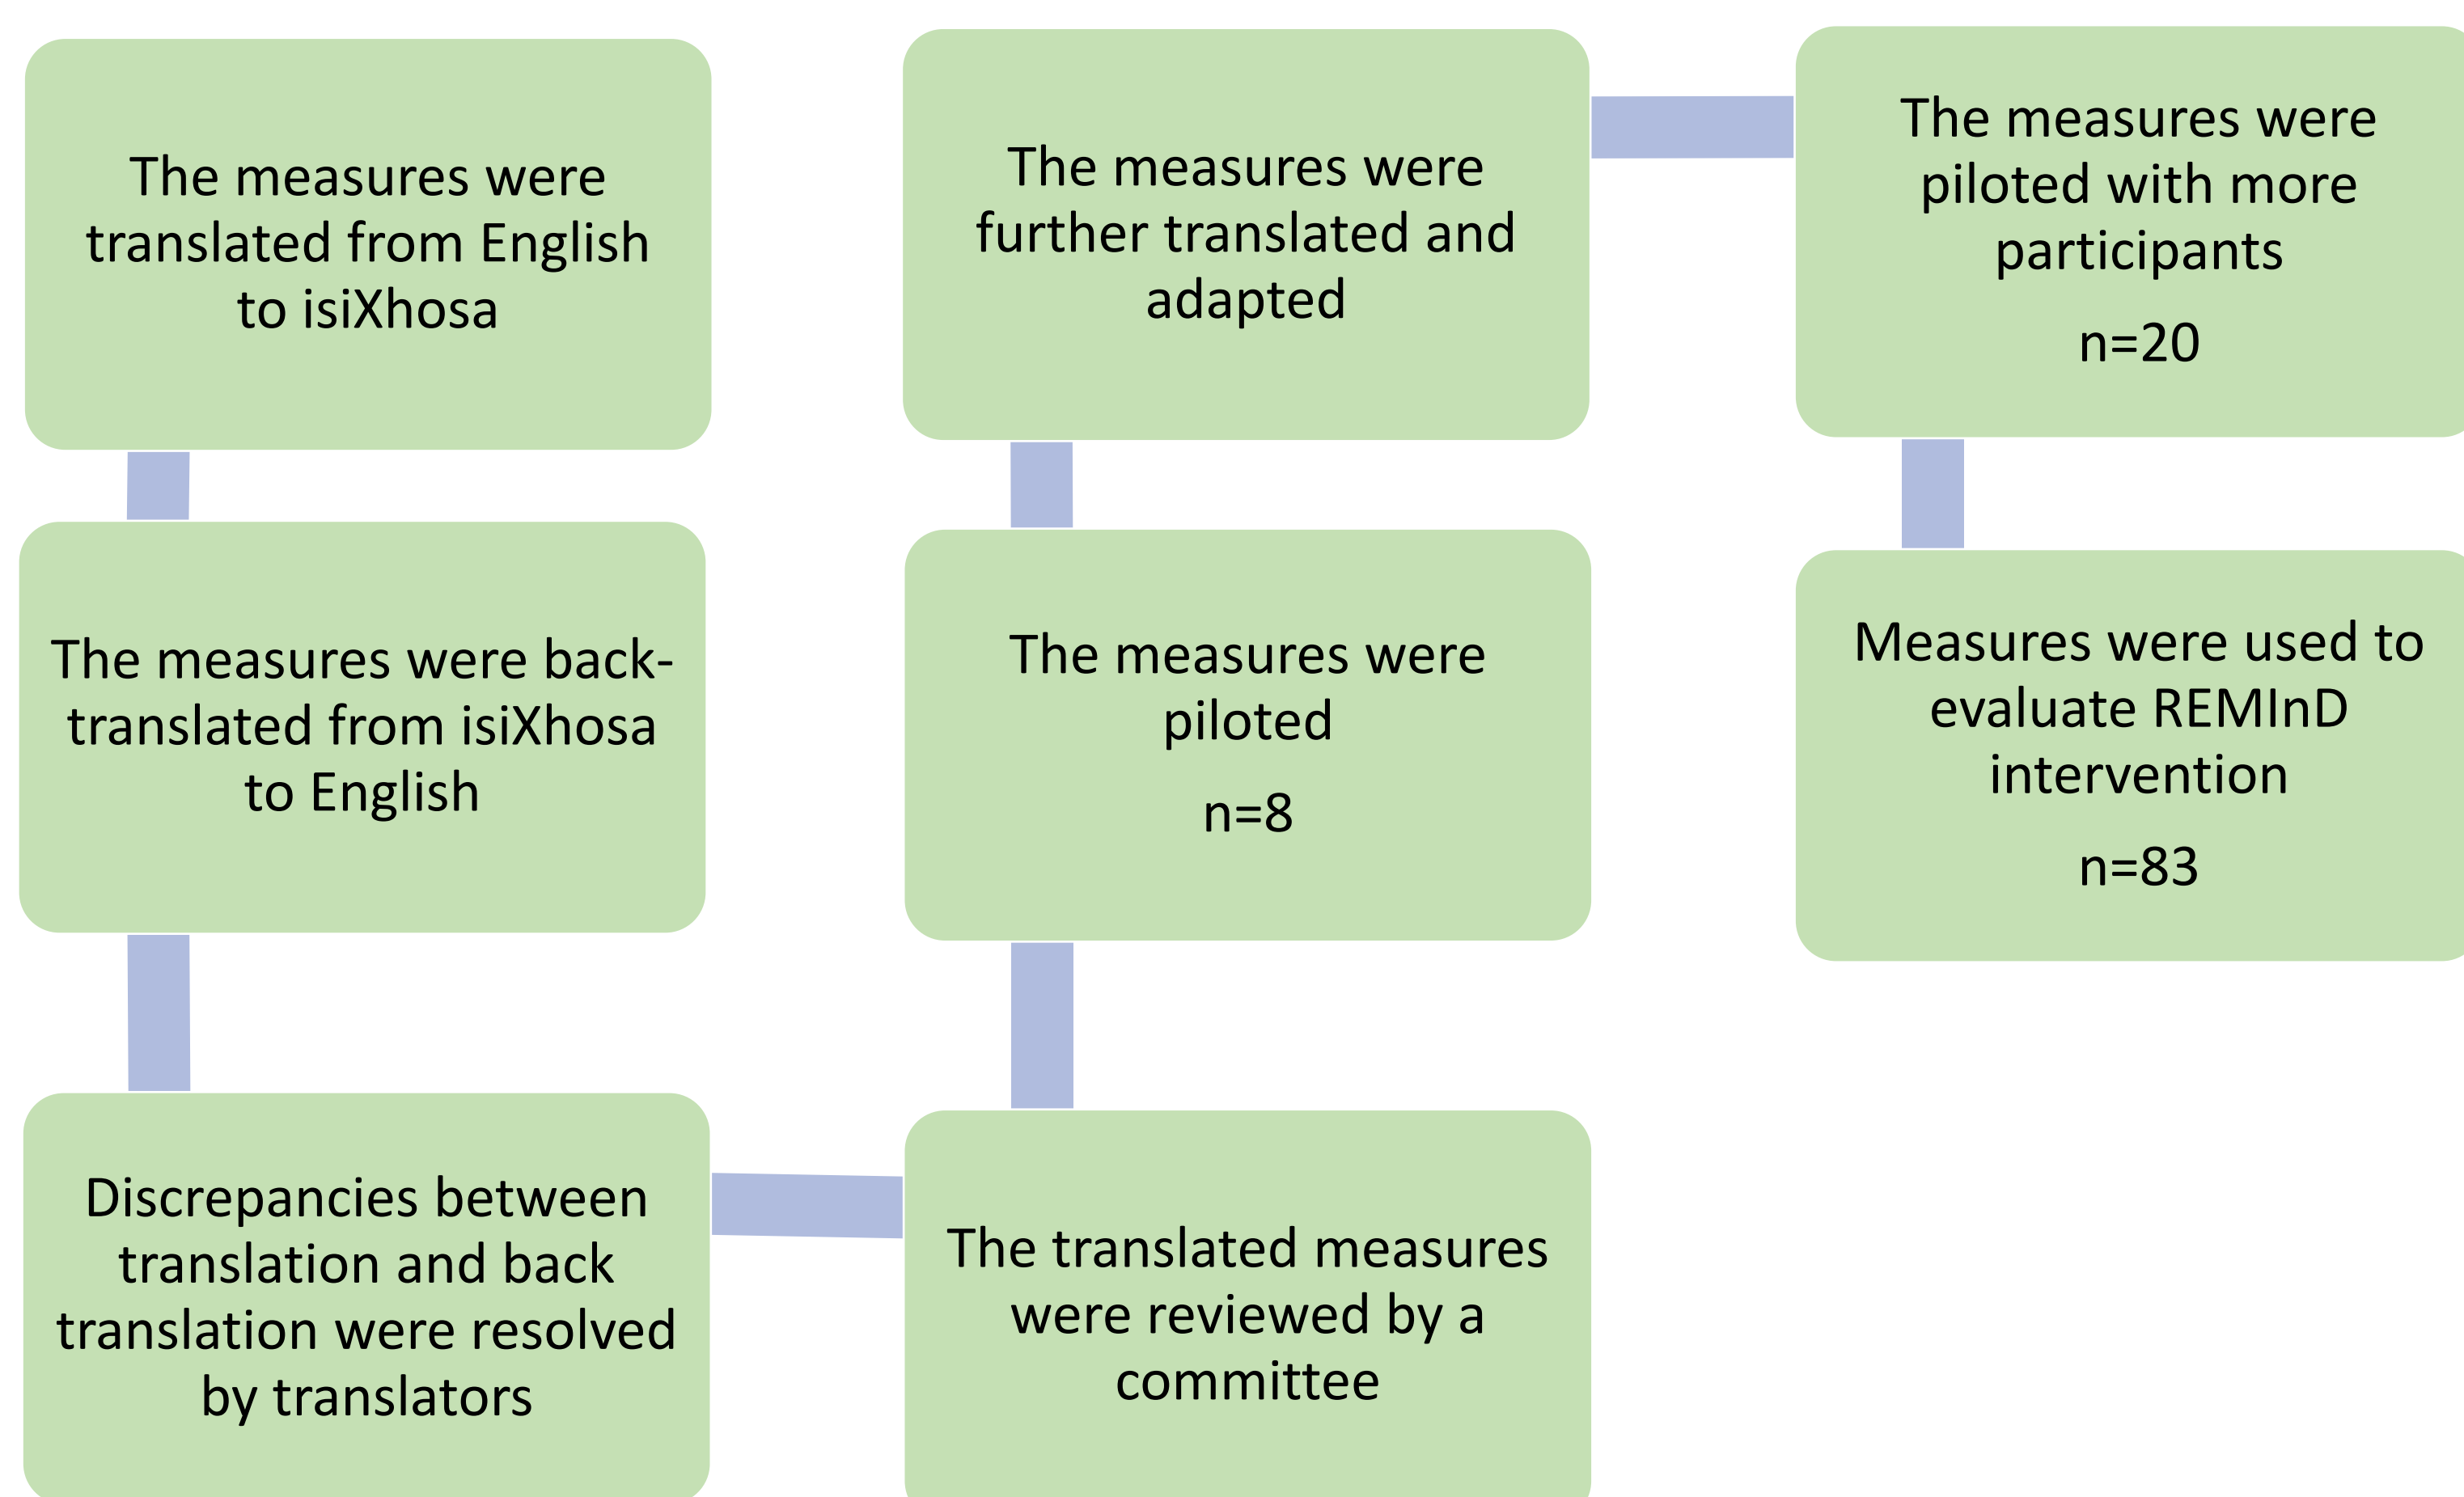 The measures were
translated from English
to isiXhosa
The measures were back-
translated from isiXhosa
to English
Discrepancies between
translation and back
translation were resolved
by translators
The translated measures
were reviewed by a
committee
The measures were
piloted
n=8
The measures were
further translated and
adapted
The measures were
piloted with more
participants
n=20
Measures were used to
evaluate REMInD
intervention
n=83